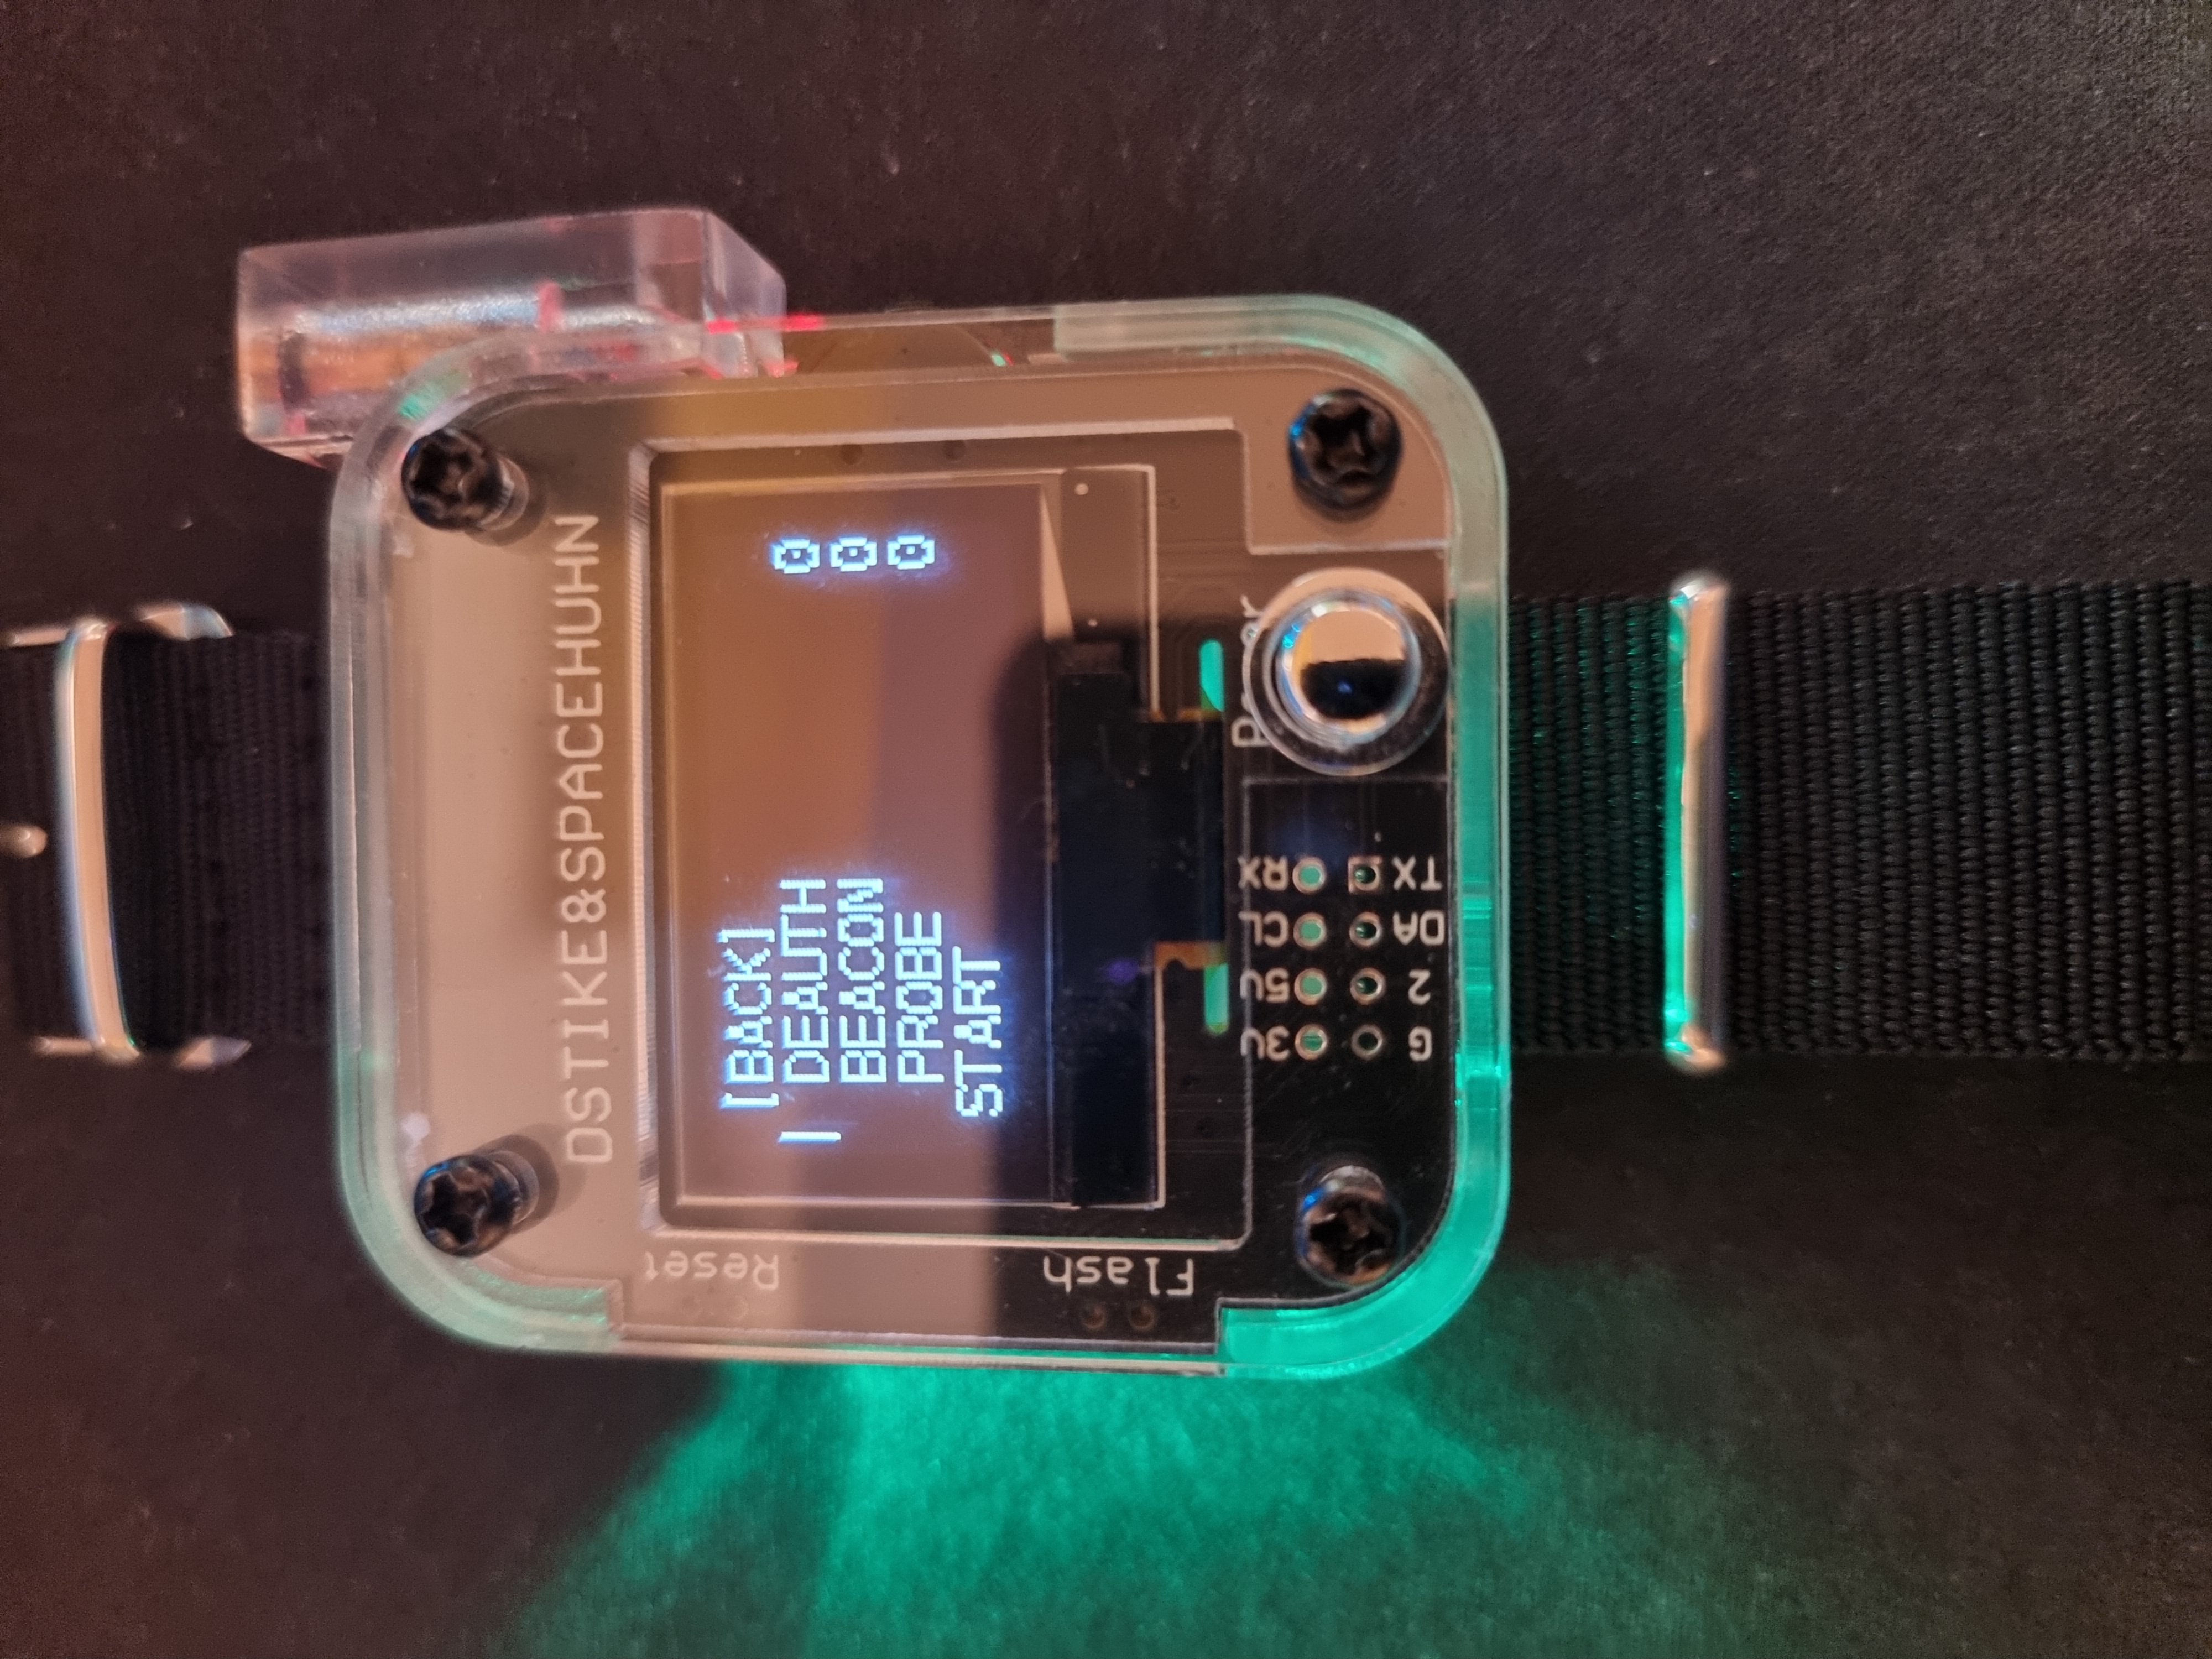 DSTIKE&SPACEHUHN
Reset
[BACK]
| DEAUTH 0
BEACON 0
PROBE 0
START
Flash
Power
3V 5V CL RX
G 2 DA TX